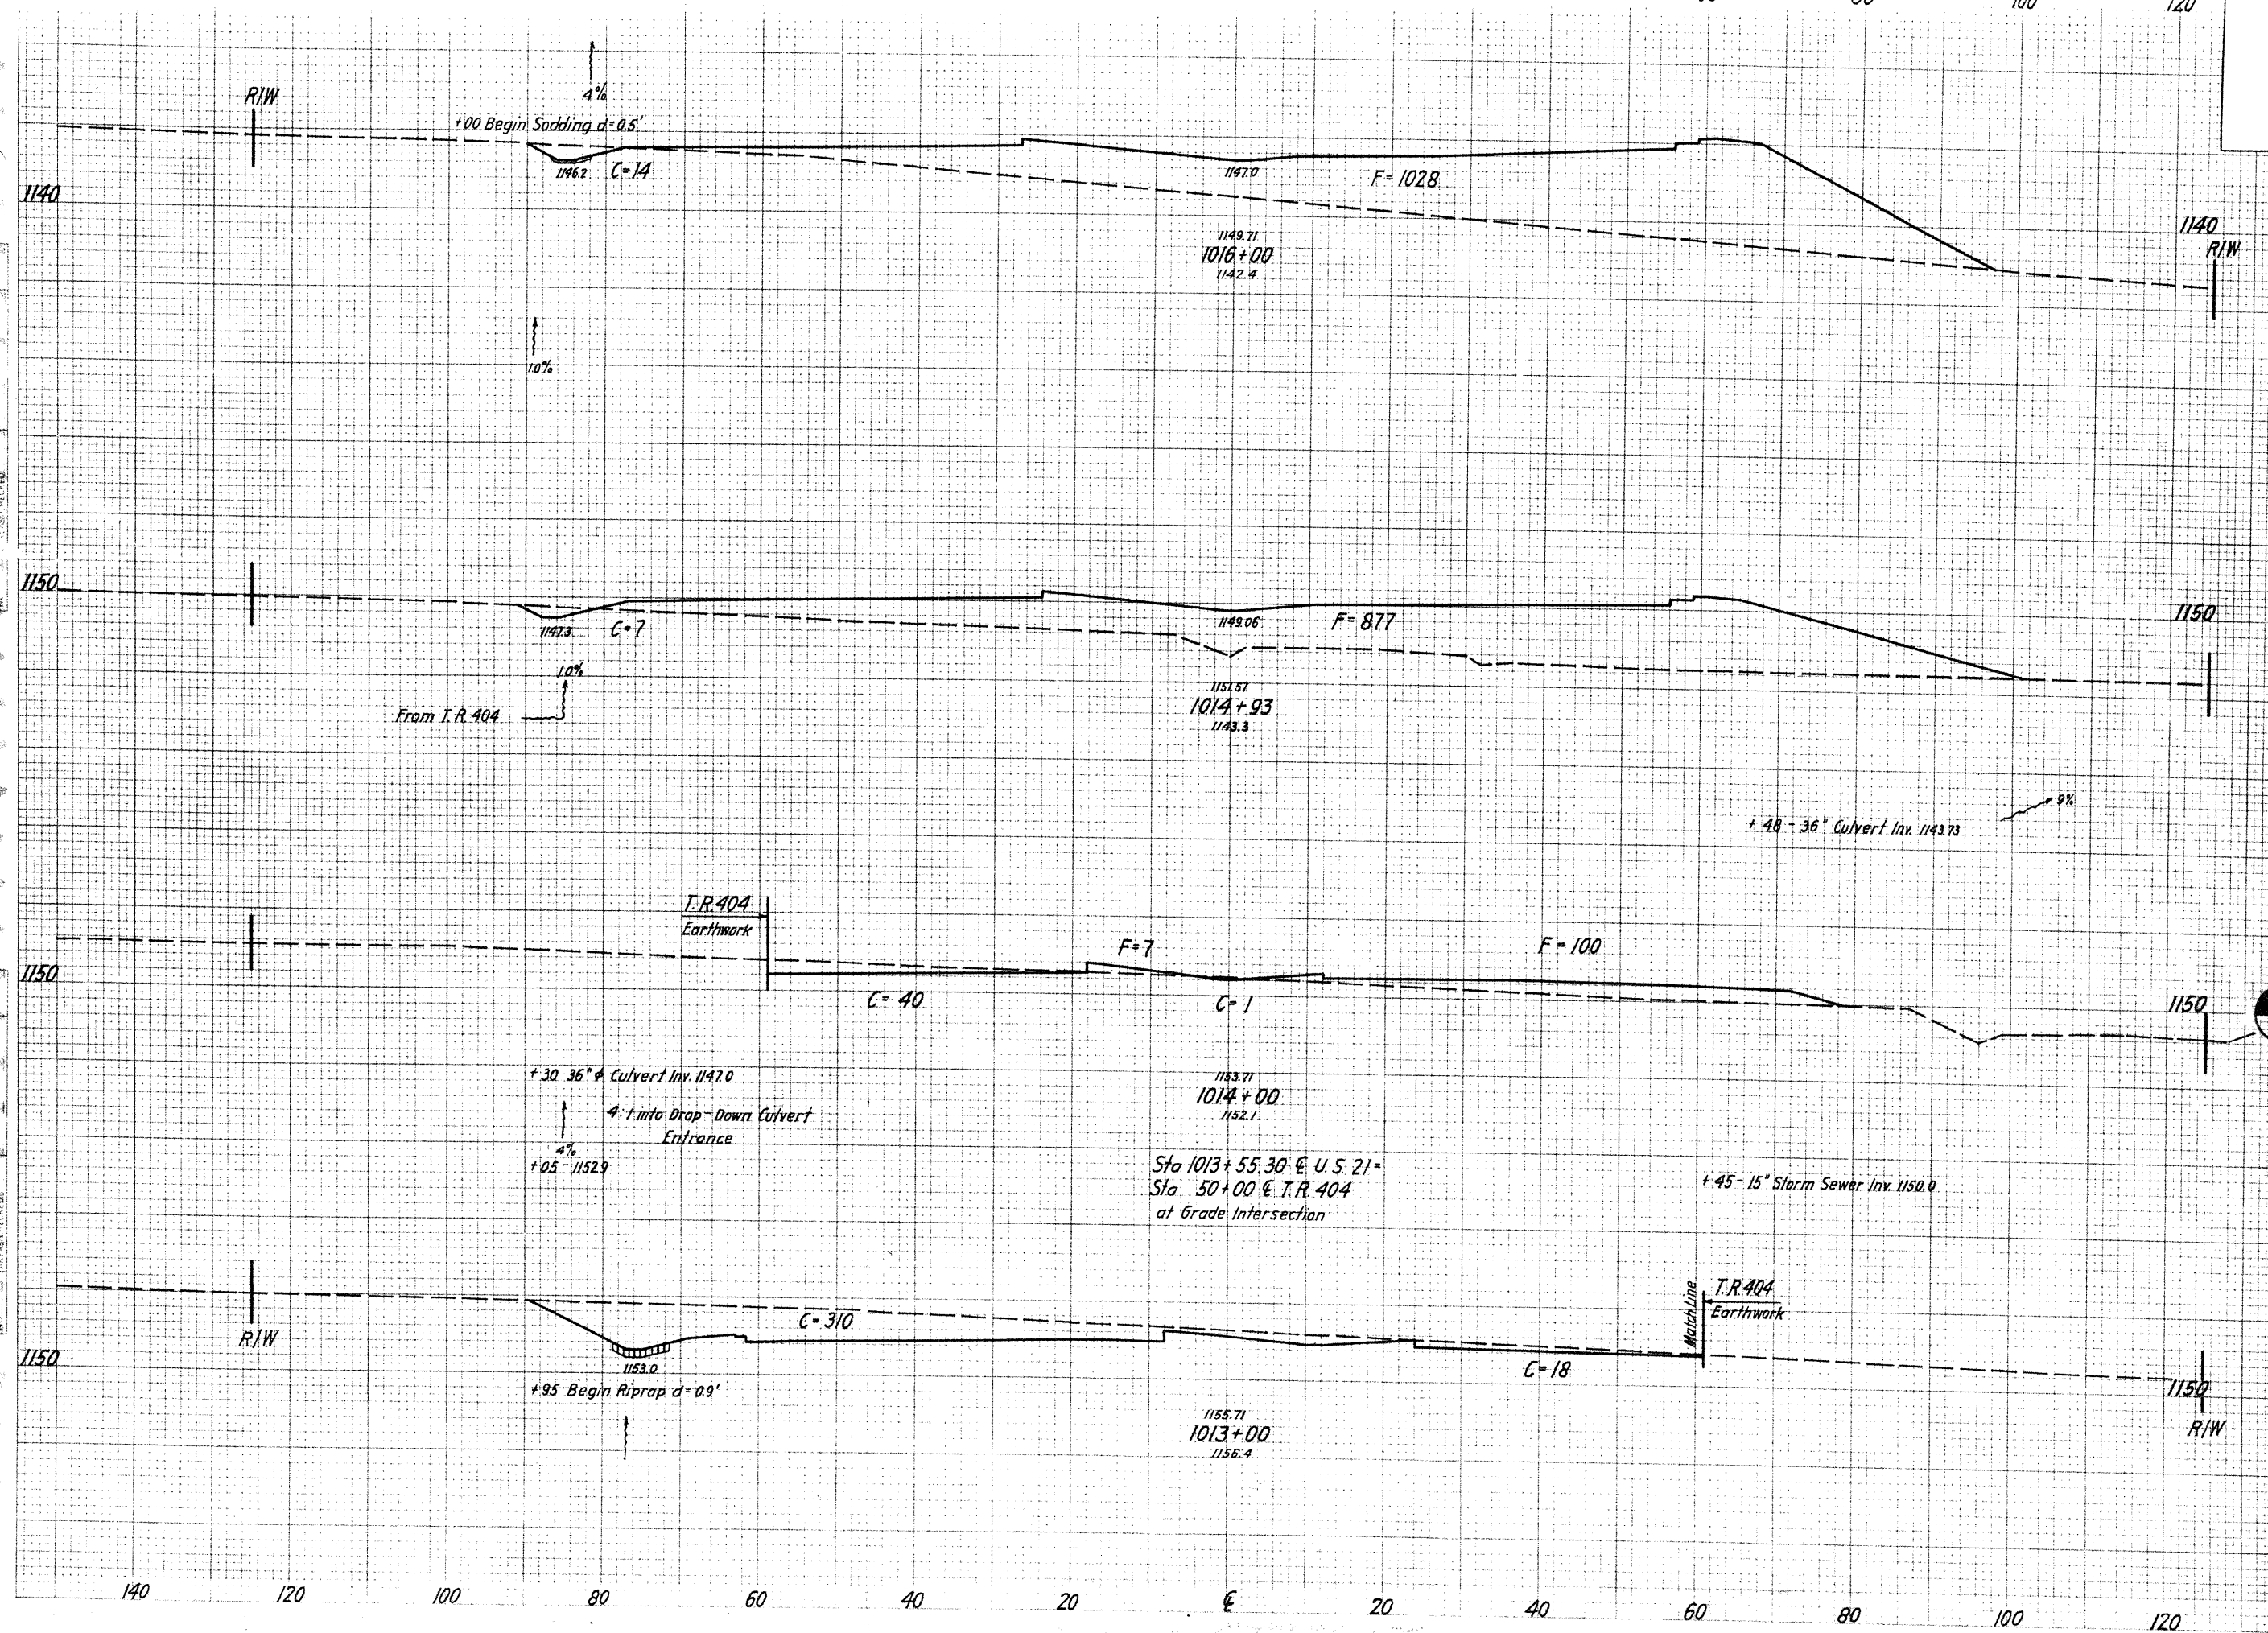 100
120
R/W
4%
+00 Begin Sodding d=0.5'
1146.2
C=14
1147.0
F=1028
1140
1140
R/W
1149.71
1016+00
1142.4
1.0%
1150
1147.3
C=7
1149.06
F=877
1150
1.0%
From T.R. 404
1151.57
1014+93
1143.3
9%
+48-36" Culvert Inv. 1143.73
T.R. 404
Earthwork
F=7
F=100
1150
C=40
C=1
1150
+30 36"ϕ Culvert Inv. 1147.0
4:1 into Drop-Down Culvert
Entrance
4%
+05-1152.9
1153.71
1014+00
1152.1
Sta 1013+55.30 ℄ U.S. 21=
Sta 50+00 ℄ T.R. 404
at Grade Intersection
+45-15" Storm Sewer Inv. 1150.0
R/W
C=310
Match Line
T.R. 404
Earthwork
1150
1153.0
C=18
1150
+95 Begin Riprap d=0.9'
R/W
1155.71
1013+00
1156.4
140 120 100 80 60 40 20 ℄ 20 40 60 80 100 120